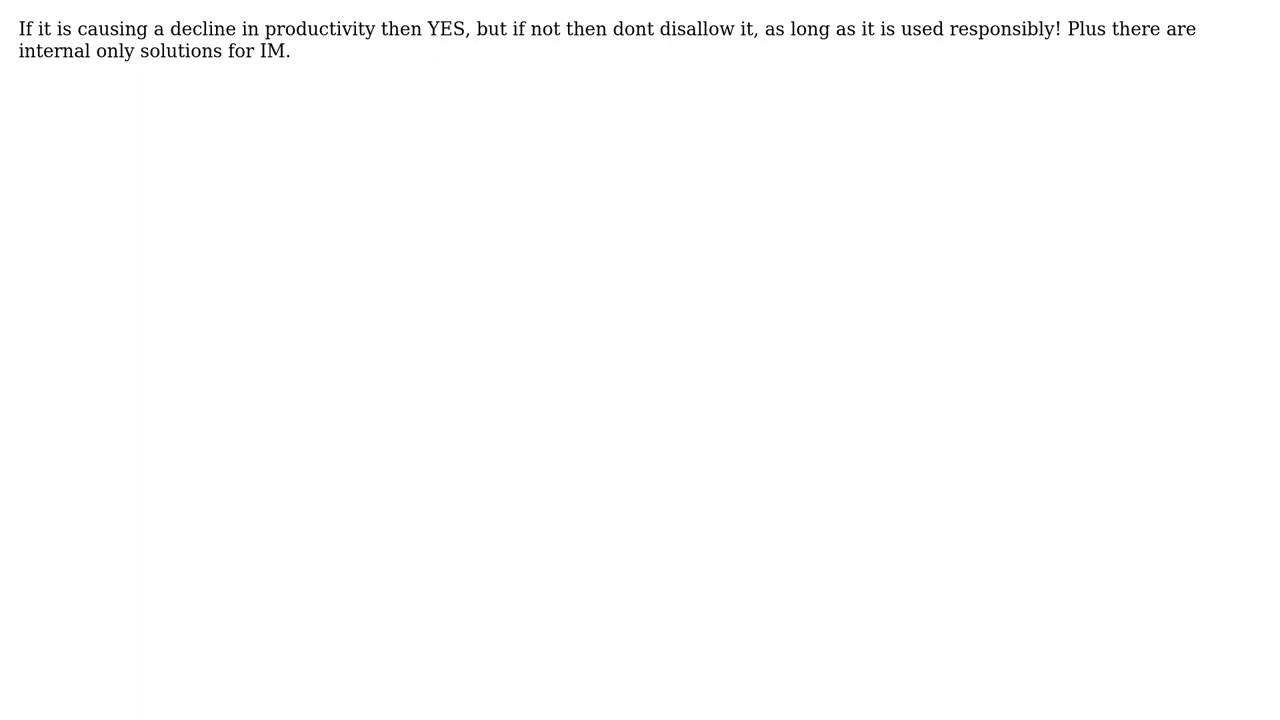 If it is causing a decline in productivity then YES, but if not then dont disallow it, as long as it is used responsibly! Plus there are
internal only solutions for IM.